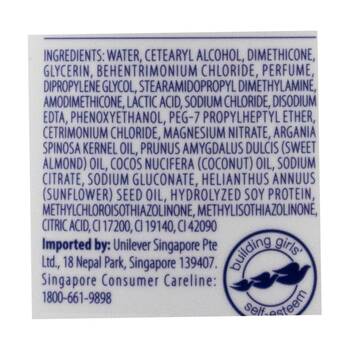 INGREDIENTS: WATER, CETEARYL ALCOHOL, DIMETHICONE,
GLYCERIN, BEHENTRIMONIUM CHLORIDE, PERFUME,
DIPROPYLENE GLYCOL, STEARAMIDOPROPYL DIMETHYLAMINE,
AMODIMETHICONE, LACTIC ACID, SODIUM CHLORIDE, DISODIUM
EDTA, PHENOXYETHANOL, PEG-7 PROPYLHEPTYL ETHER,
CETRIMONIUM CHLORIDE, MAGNESIUM NITRATE, ARGANIA
SPINOSA KERNEL OIL, PRUNUS AMYGDALUS DULCIS (SWEET
ALMOND) OIL, COCOS NUCIFERA (COCONUT) OIL, SODIUM
CITRATE, SODIUM GLUCONATE, HELIANTHUS ANNUUS
(SUNFLOWER) SEED OIL, HYDROLYZED SOY PROTEIN,
METHYLCHLOROISOTHIAZOLINONE, METHYLISOTHIAZOLINONE,
CITRIC ACID, CI 17200, CI 19140, CI 42090
Imported by: Unilever Singapore Pte
Ltd., 18 Nepal Park, Singapore 139407.
Singapore Consumer Careline:
1800-661-9898
building girls'
self-esteem